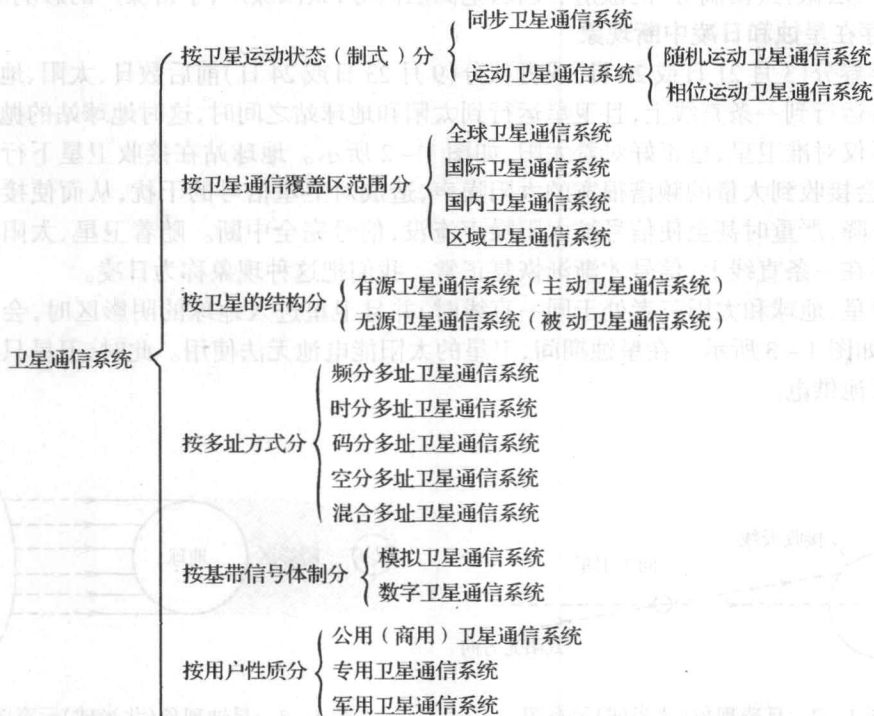 按卫星运动状态（制式）分
同步卫星通信系统
运动卫星通信系统
随机运动卫星通信系统
相位运动卫星通信系统
按卫星通信覆盖区范围分
全球卫星通信系统
国际卫星通信系统
国内卫星通信系统
区域卫星通信系统
按卫星的结构分
有源卫星通信系统（主动卫星通信系统）
无源卫星通信系统（被动卫星通信系统）
卫星通信系统
按多址方式分
频分多址卫星通信系统
时分多址卫星通信系统
码分多址卫星通信系统
空分多址卫星通信系统
混合多址卫星通信系统
按基带信号体制分
模拟卫星通信系统
数字卫星通信系统
按用户性质分
公用（商用）卫星通信系统
专用卫星通信系统
军用卫星通信系统